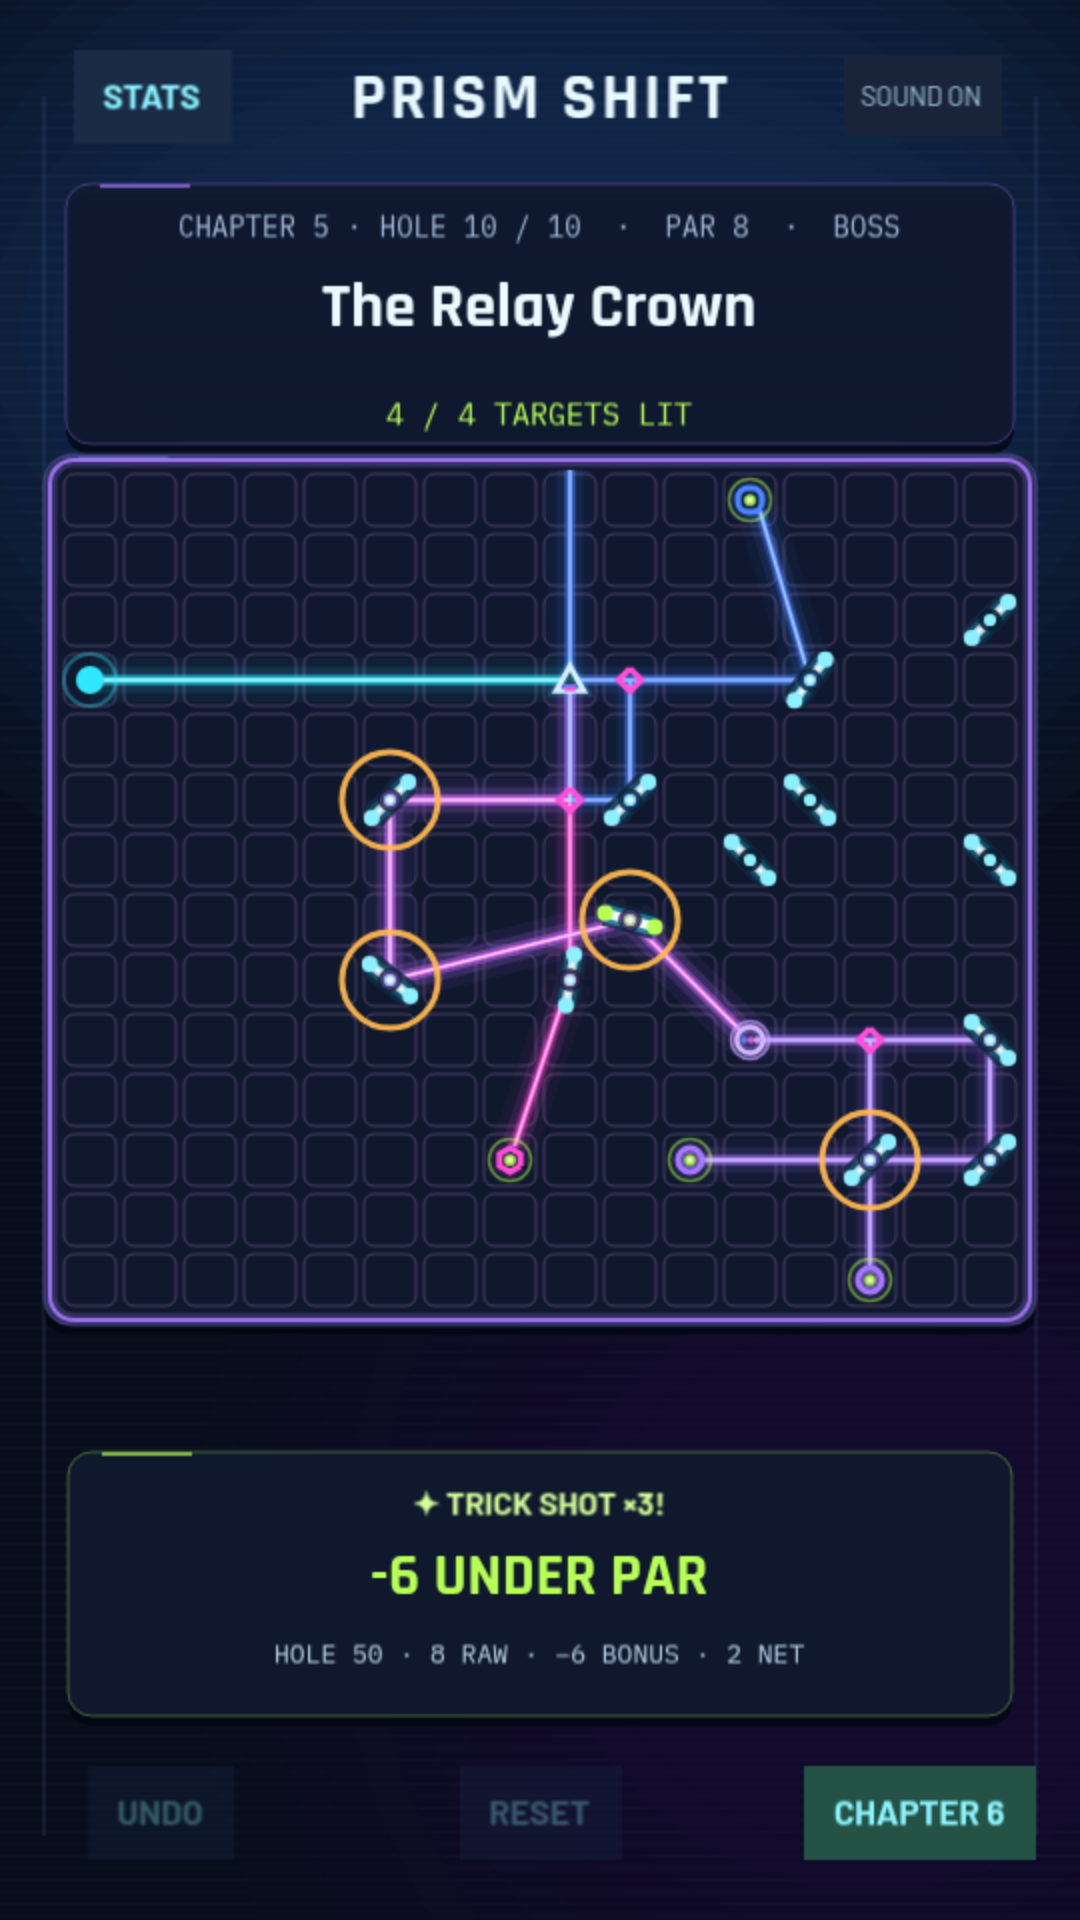 STATS
PRISM SHIFT
SOUND ON
CHAPTER 5 · HOLE 10 / 10 · PAR 8 · BOSS
The Relay Crown
4 / 4 TARGETS LIT
✦ TRICK SHOT ×3!
-6 UNDER PAR
HOLE 50 · 8 RAW · −6 BONUS · 2 NET
UNDO
RESET
CHAPTER 6